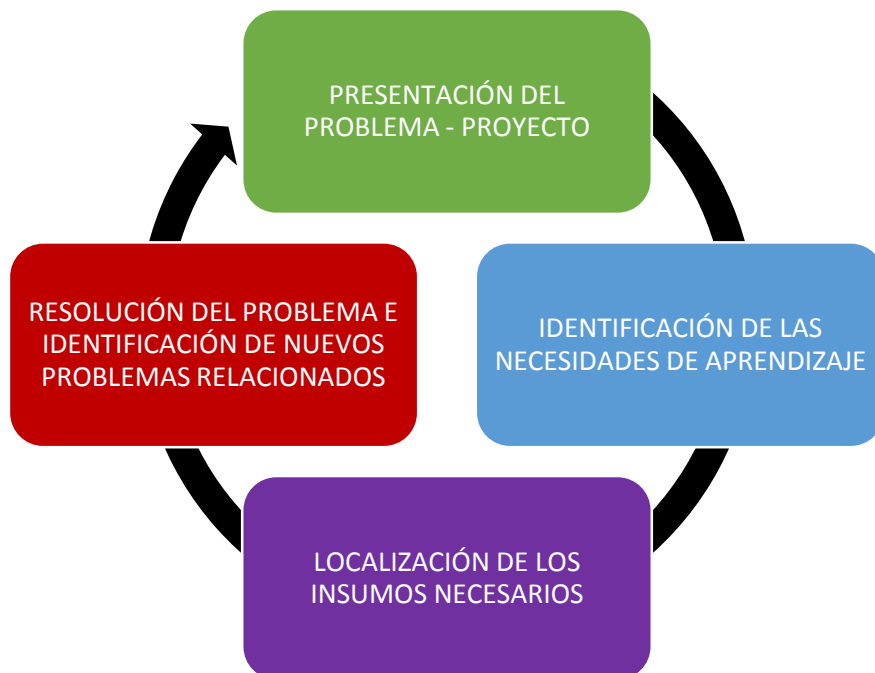 PRESENTACIÓN DEL
PROBLEMA - PROYECTO
IDENTIFICACIÓN DE LAS
NECESIDADES DE APRENDIZAJE
LOCALIZACIÓN DE LOS
INSUMOS NECESARIOS
RESOLUCIÓN DEL PROBLEMA E
IDENTIFICACIÓN DE NUEVOS
PROBLEMAS RELACIONADOS